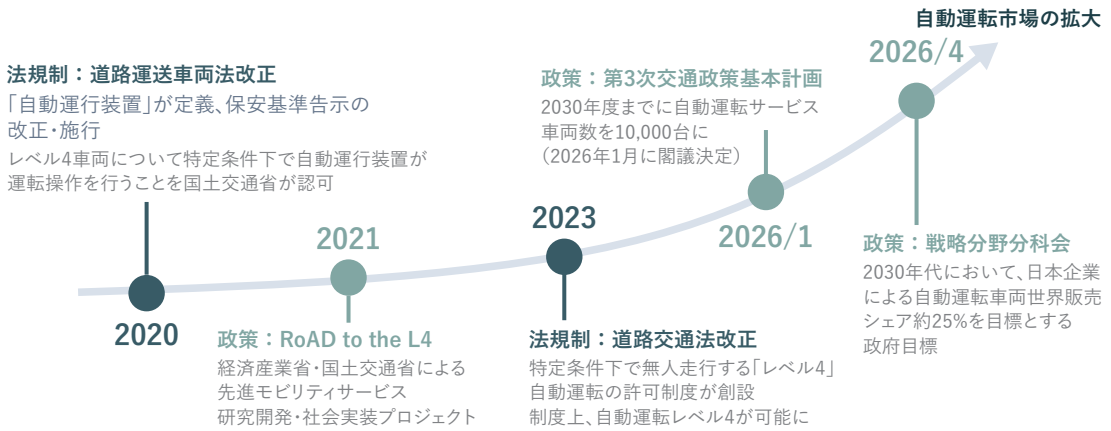 自動運転市場の拡大
法規制：道路運送車両法改正
「自動運行装置」が定義、保安基準告示の
改正・施行
レベル4車両について特定条件下で自動運行装置が
運転操作を行うことを国土交通省が認可
2020
2021
政策：RoAD to the L4
経済産業省・国土交通省による
先進モビリティサービス
研究開発・社会実装プロジェクト
2023
法規制：道路交通法改正
特定条件下で無人走行する「レベル4」
自動運転の許可制度が創設
制度上、自動運転レベル4が可能に
政策：第3次交通政策基本計画
2030年度までに自動運転サービス
車両数を10,000台に
（2026年1月に閣議決定）
2026/1
2026/4
政策：戦略分野分科会
2030年代において、日本企業
による自動運転車両世界販売
シェア約25%を目標とする
政府目標